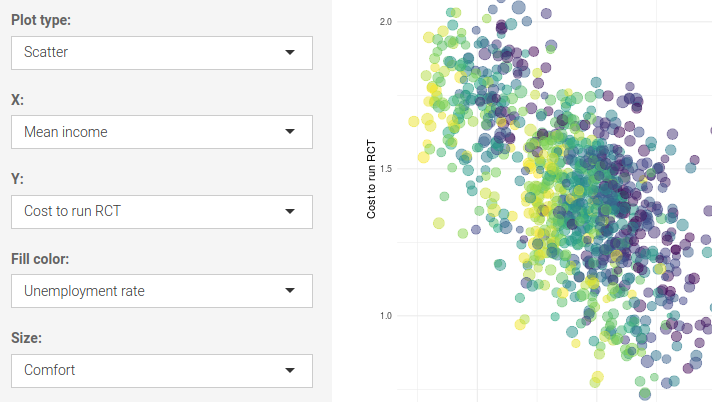 Plot type:
Scatter
X:
Mean income
Y:
Cost to run RCT
Fill color:
Unemployment rate
Size:
Comfort
2.0
1.5
1.0
Cost to run RCT